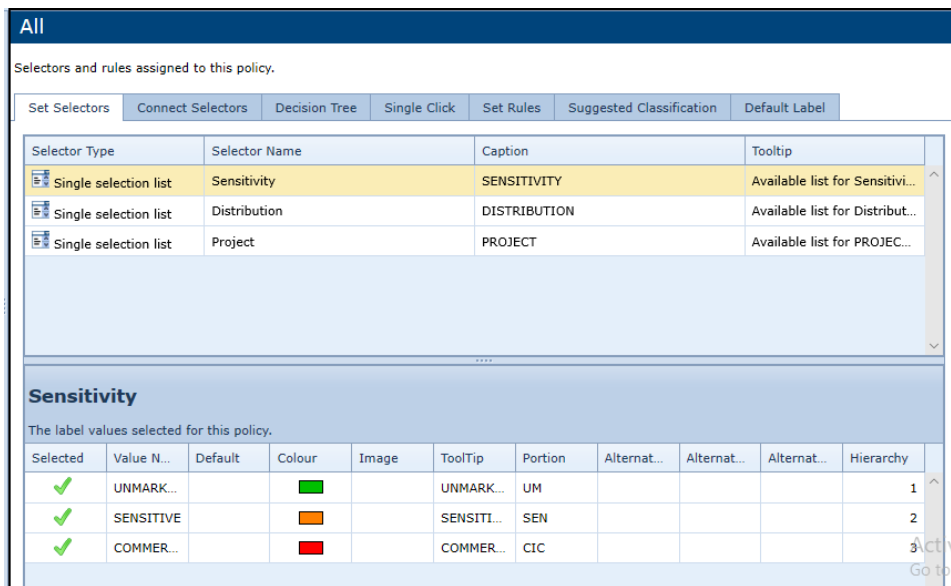 All
Selectors and rules assigned to this policy.
Set Selectors Connect Selectors Decision Tree Single Click Set Rules Suggested Classification Default Label
Selector Type Selector Name Caption Tooltip
Single selection list Sensitivity SENSITIVITY Available list for Sensitivi...
Single selection list Distribution DISTRIBUTION Available list for Distribut...
Single selection list Project PROJECT Available list for PROJEC...
Sensitivity
The label values selected for this policy.
Selected Value N... Default Colour Image ToolTip Portion Alternat... Alternat... Alternat... Hierarchy
UNMARK... UNMARK... UM 1
SENSITIVE SENSITI... SEN 2
COMMER... COMMER... CIC 3
Go to